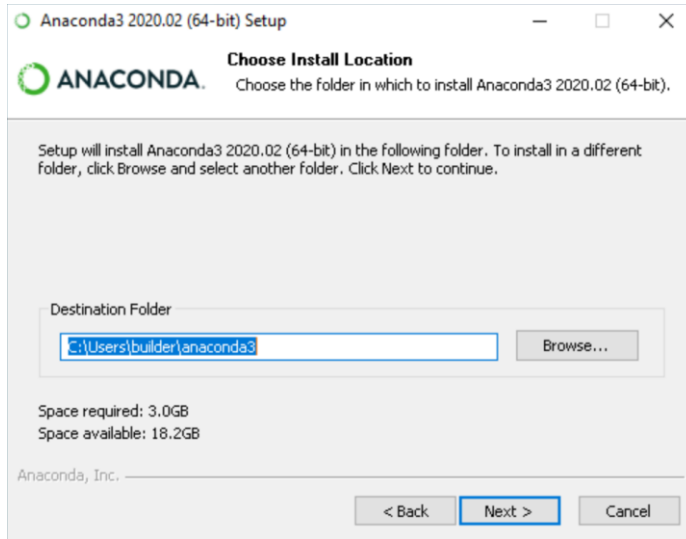 Anaconda3 2020.02 (64-bit) Setup
Choose Install Location
ANACONDA.
Choose the folder in which to install Anaconda3 2020.02 (64-bit).
Setup will install Anaconda3 2020.02 (64-bit) in the following folder. To install in a different
folder, click Browse and select another folder. Click Next to continue.
Destination Folder
C:\Users\builder\anaconda3
Browse...
Space required: 3.0GB
Space available: 18.2GB
Anaconda, Inc.
< Back
Next >
Cancel